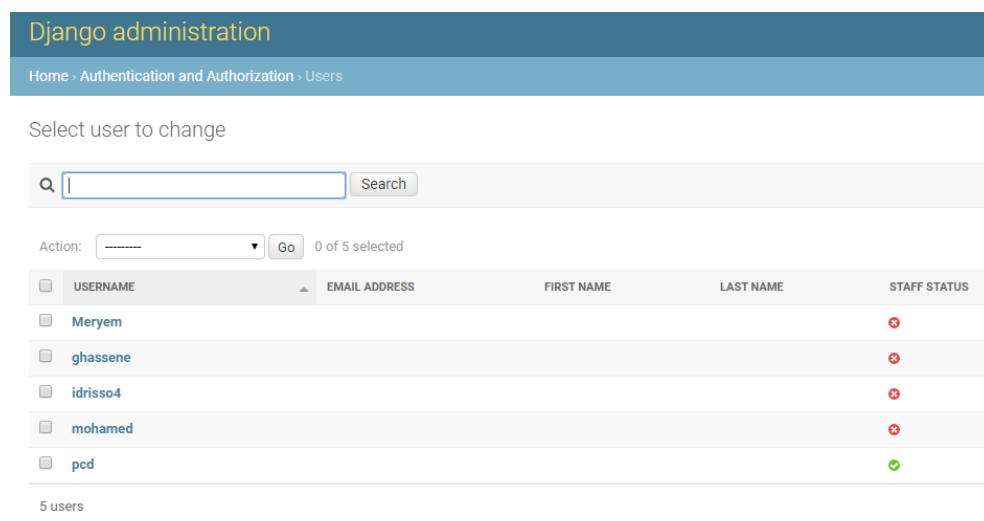 Django administration
Home › Authentication and Authorization › Users
Select user to change
Search
Action: --------- Go 0 of 5 selected
USERNAME EMAIL ADDRESS FIRST NAME LAST NAME STAFF STATUS
Meryem
ghassene
idrisso4
mohamed
pcd
5 users